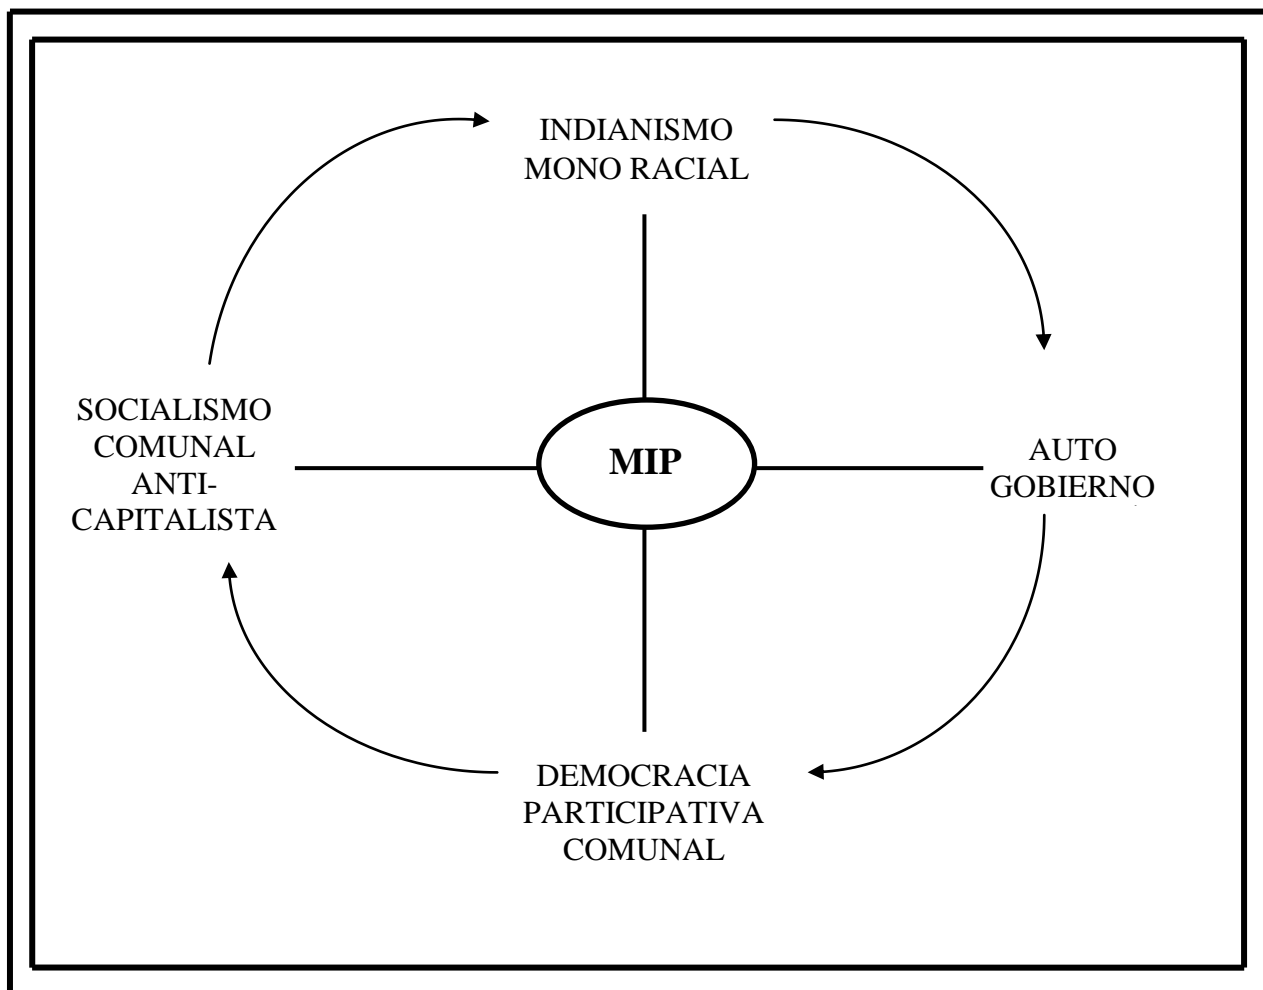 INDIANISMO
MONO RACIAL
SOCIALISMO
COMUNAL
ANTI-
CAPITALISTA
MIP
AUTO
GOBIERNO
DEMOCRACIA
PARTICIPATIVA
COMUNAL